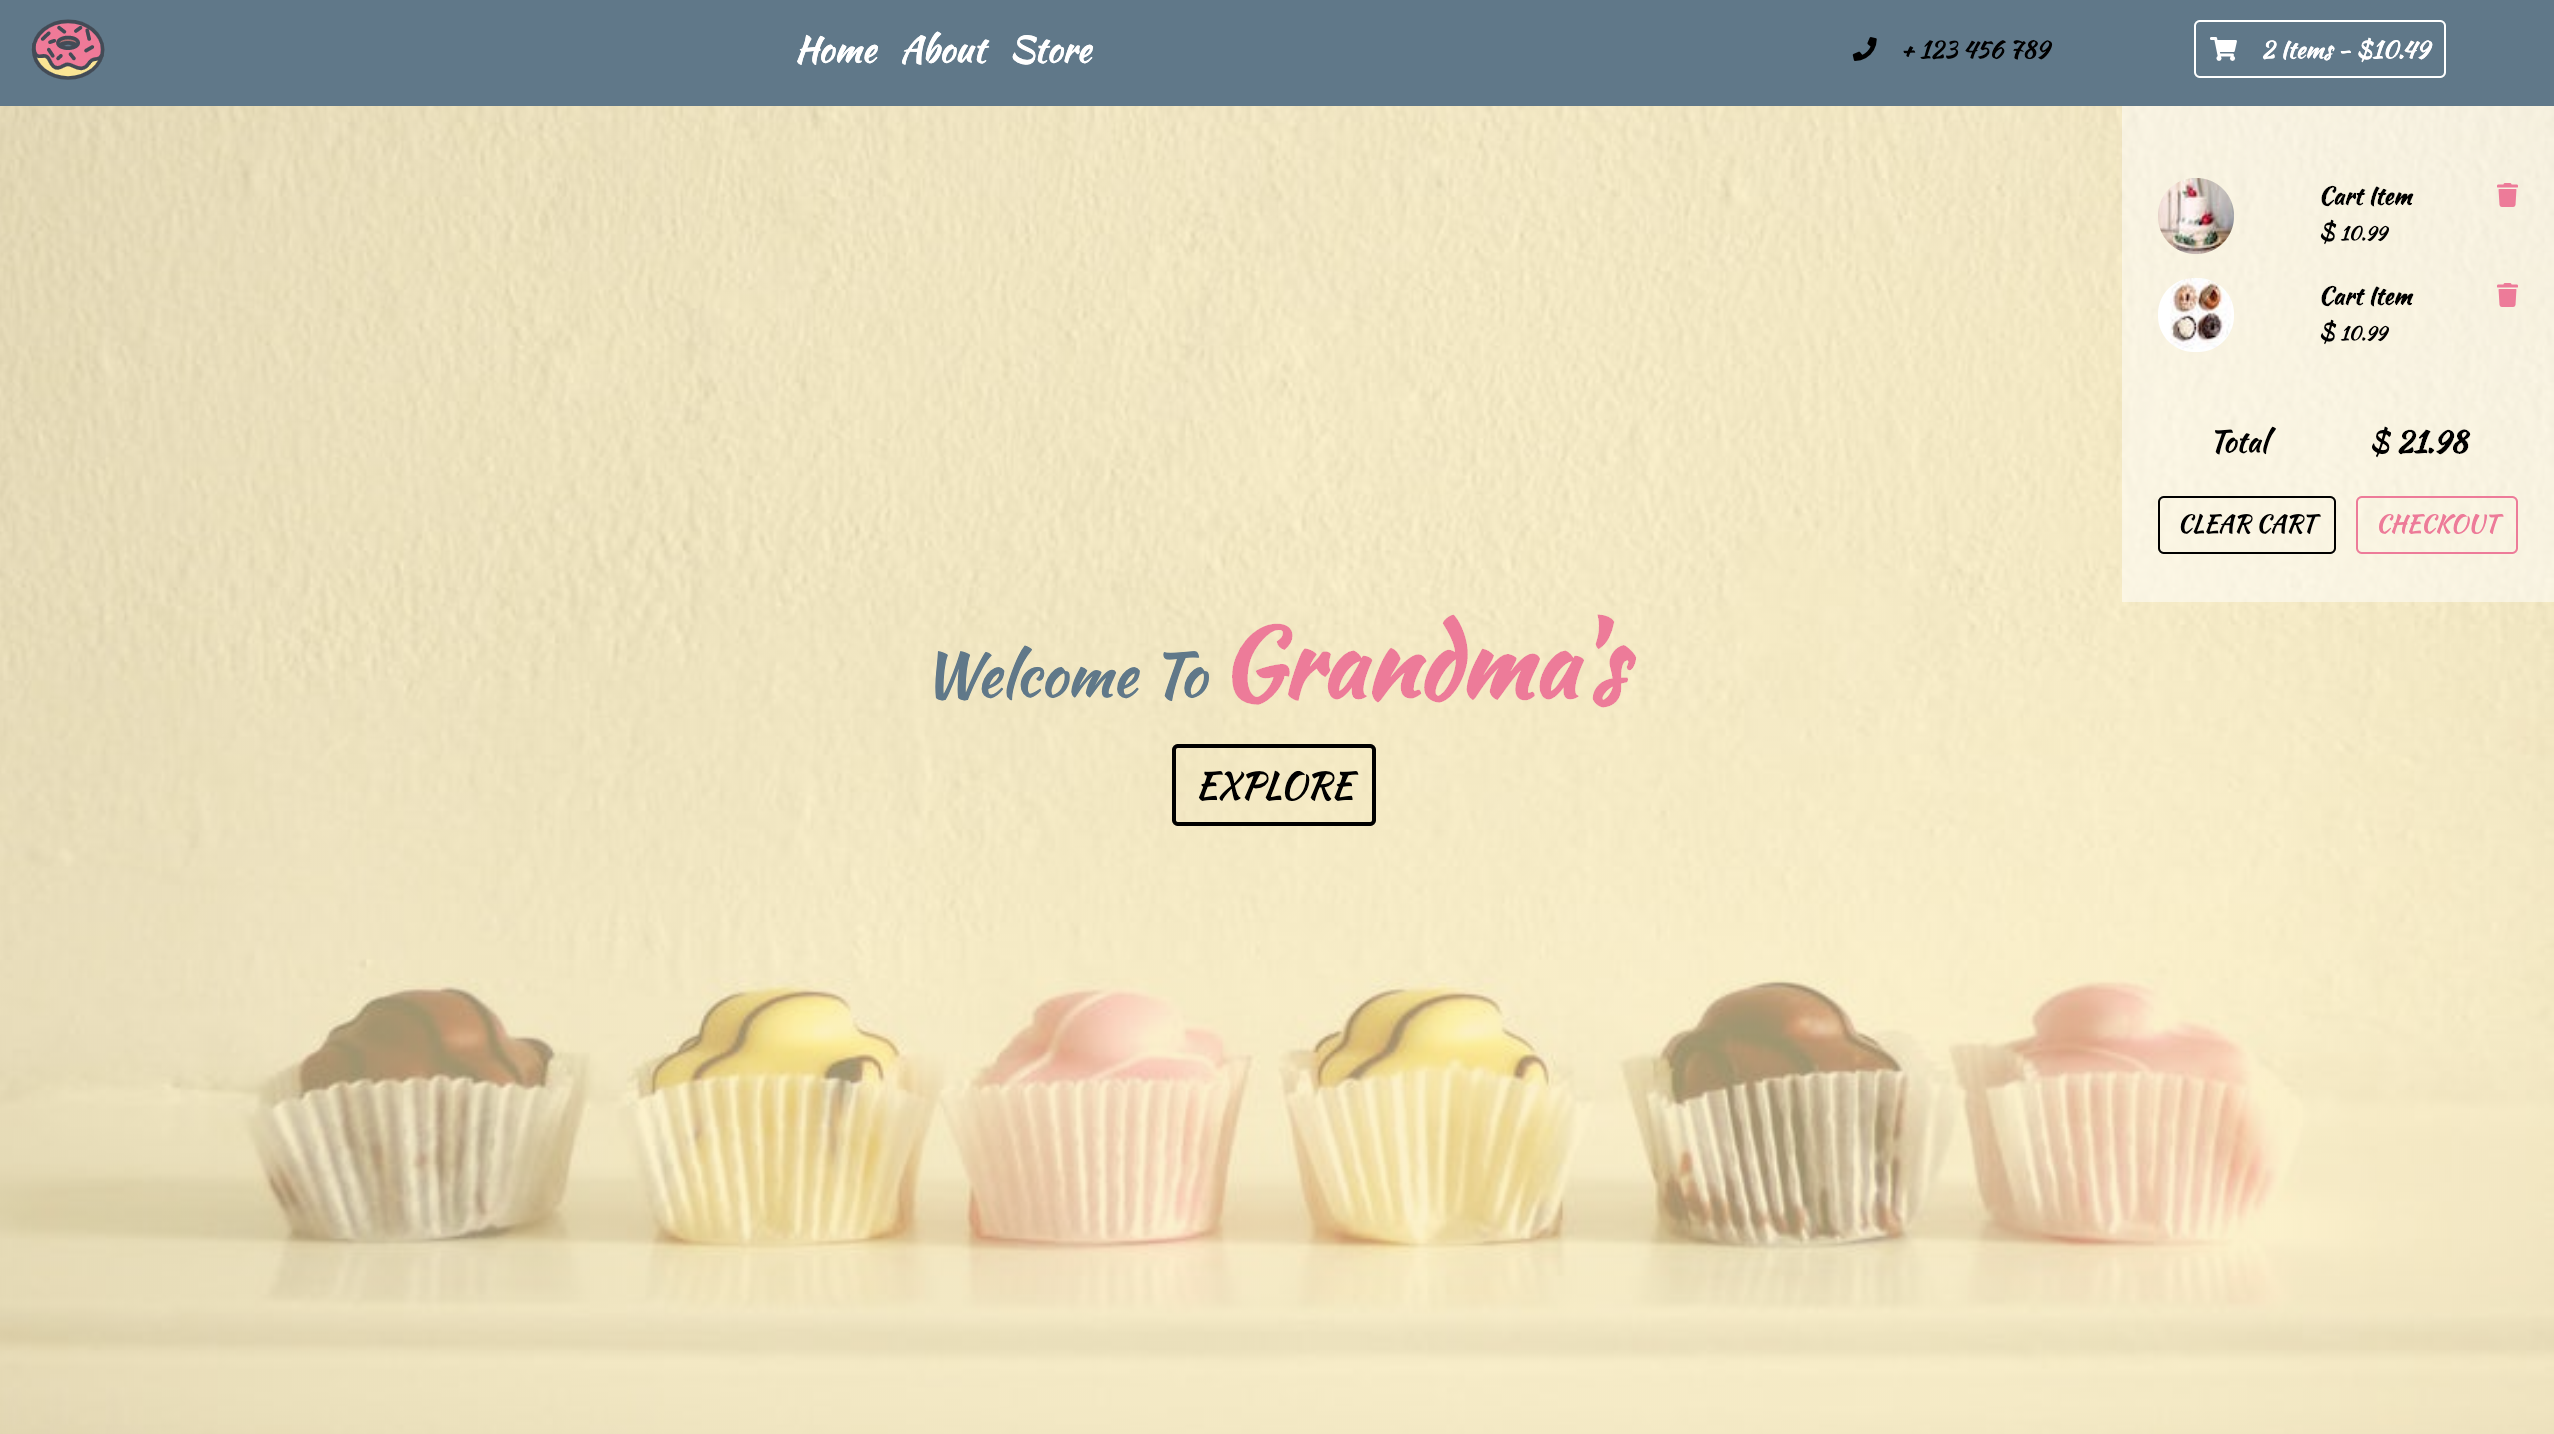 Home About Store
+ 123 456 789
2 Items - $10.49
Cart Item
$ 10.99
Cart Item
$ 10.99
Total $ 21.98
CLEAR CART CHECKOUT
Welcome To Grandma's
EXPLORE